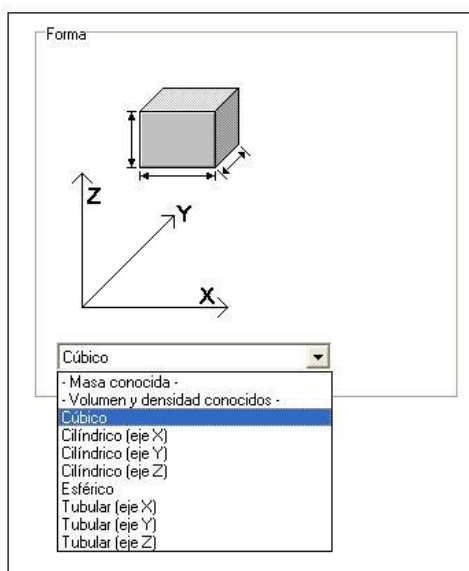 Forma
Z
Y
X
Cúbico
- Masa conocida -
- Volumen y densidad conocidos -
Cúbico
Cilíndrico (eje X)
Cilíndrico (eje Y)
Cilíndrico (eje Z)
Esférico
Tubular (eje X)
Tubular (eje Y)
Tubular (eje Z)